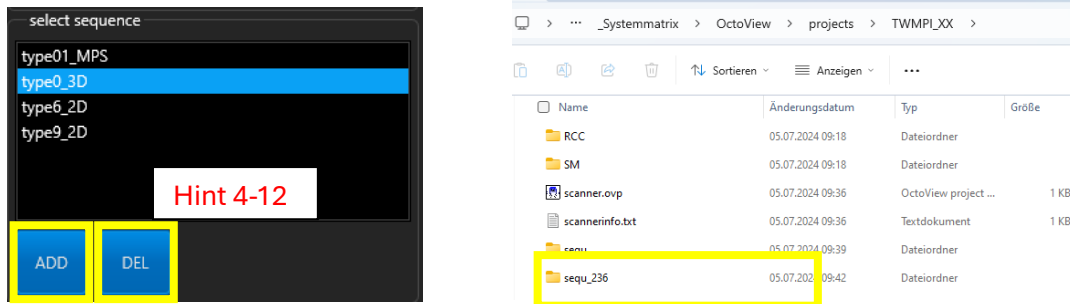 select sequence
type01_MPS
type0_3D
type6_2D
type9_2D
Hint 4-12
ADD DEL
> ... _Systemmatrix > OctoView > projects > TWMPI_XX >
Sortieren Anzeigen ...
Name Änderungsdatum Typ Größe
RCC 05.07.2024 09:18 Dateiordner
SM 05.07.2024 09:18 Dateiordner
scanner.ovp 05.07.2024 09:36 OctoView project ... 1 KB
scannerinfo.txt 05.07.2024 09:36 Textdokument 1 KB
sequ 05.07.2024 09:39 Dateiordner
sequ_236 05.07.2024 09:42 Dateiordner